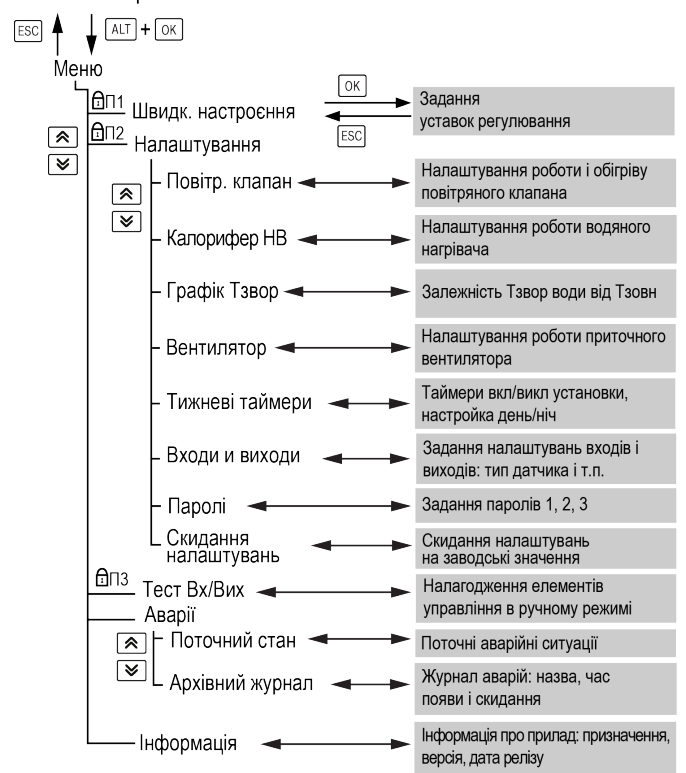 ESC ALT + OK
Меню
П1 Швидк. настроєння OK ESC Задання
уставок регулювання
П2 Налаштування
Повітр. клапан Налаштування роботи і обігріву
повітряного клапана
Калорифер НВ Налаштування роботи водяного
нагрівача
Графік Тзвор Залежність Тзвор води від Тзовн
Вентилятор Налаштування роботи приточного
вентилятора
Тижневі таймери Таймери вкл/викл установки,
настройка день/ніч
Входи и виходи Задання налаштувань входів і
виходів: тип датчика і т.п.
Паролі Задання паролів 1, 2, 3
Скидання
налаштувань
Скидання налаштувань
на заводські значення
П3 Тест Вх/Вих Налагодження елементів
управління в ручному режимі
Аварії
Поточний стан Поточні аварійні ситуації
Архівний журнал Журнал аварій: назва, час
появи і скидання
Інформація Інформація про прилад: призначення,
версія, дата релізу